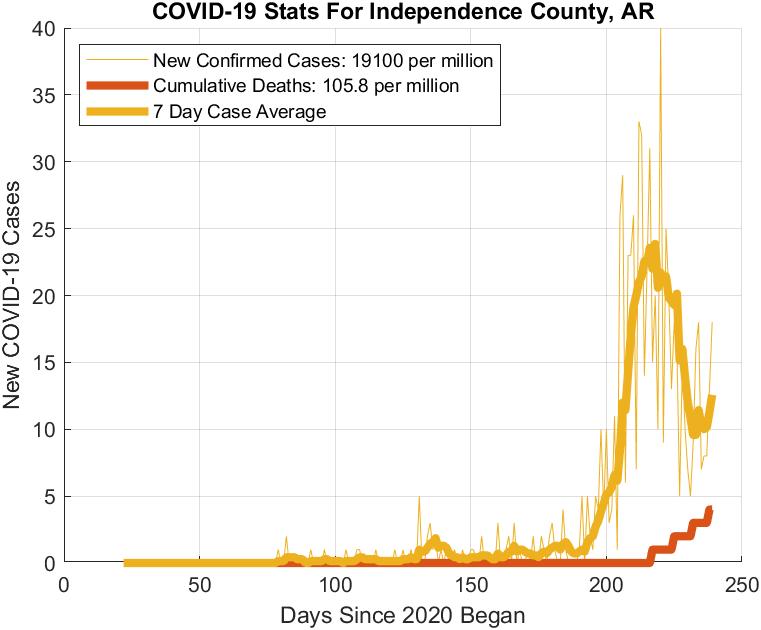 COVID-19 Stats For Independence County, AR
New Confirmed Cases: 19100 per million
Cumulative Deaths: 105.8 per million
7 Day Case Average
New COVID-19 Cases
40
35
30
25
20
15
10
5
0
0 50 100 150 200 250
Days Since 2020 Began